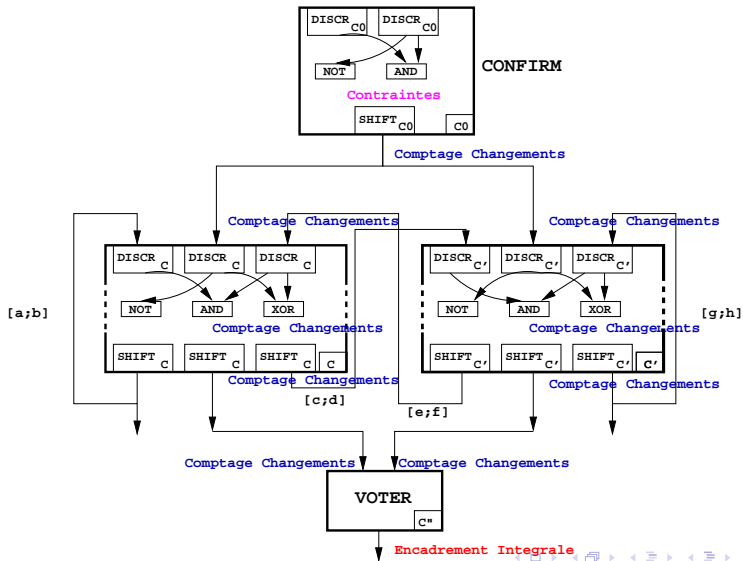 DISCR C0 DISCR C0
NOT AND
CONFIRM
Contraintes
SHIFT C0 C0
Comptage Changements
Comptage Changements Comptage Changements
DISCR C DISCR C DISCR C DISCR C' DISCR C' DISCR C'
[a;b] NOT AND XOR NOT AND XOR [g;h]
Comptage Changements Comptage Changements
SHIFT C SHIFT C SHIFT C C SHIFT C' SHIFT C' SHIFT C' C'
Comptage Changements Comptage Changements
[c;d] [e;f]
Comptage Changements Comptage Changements
VOTER
C"
Encadrement Integrale